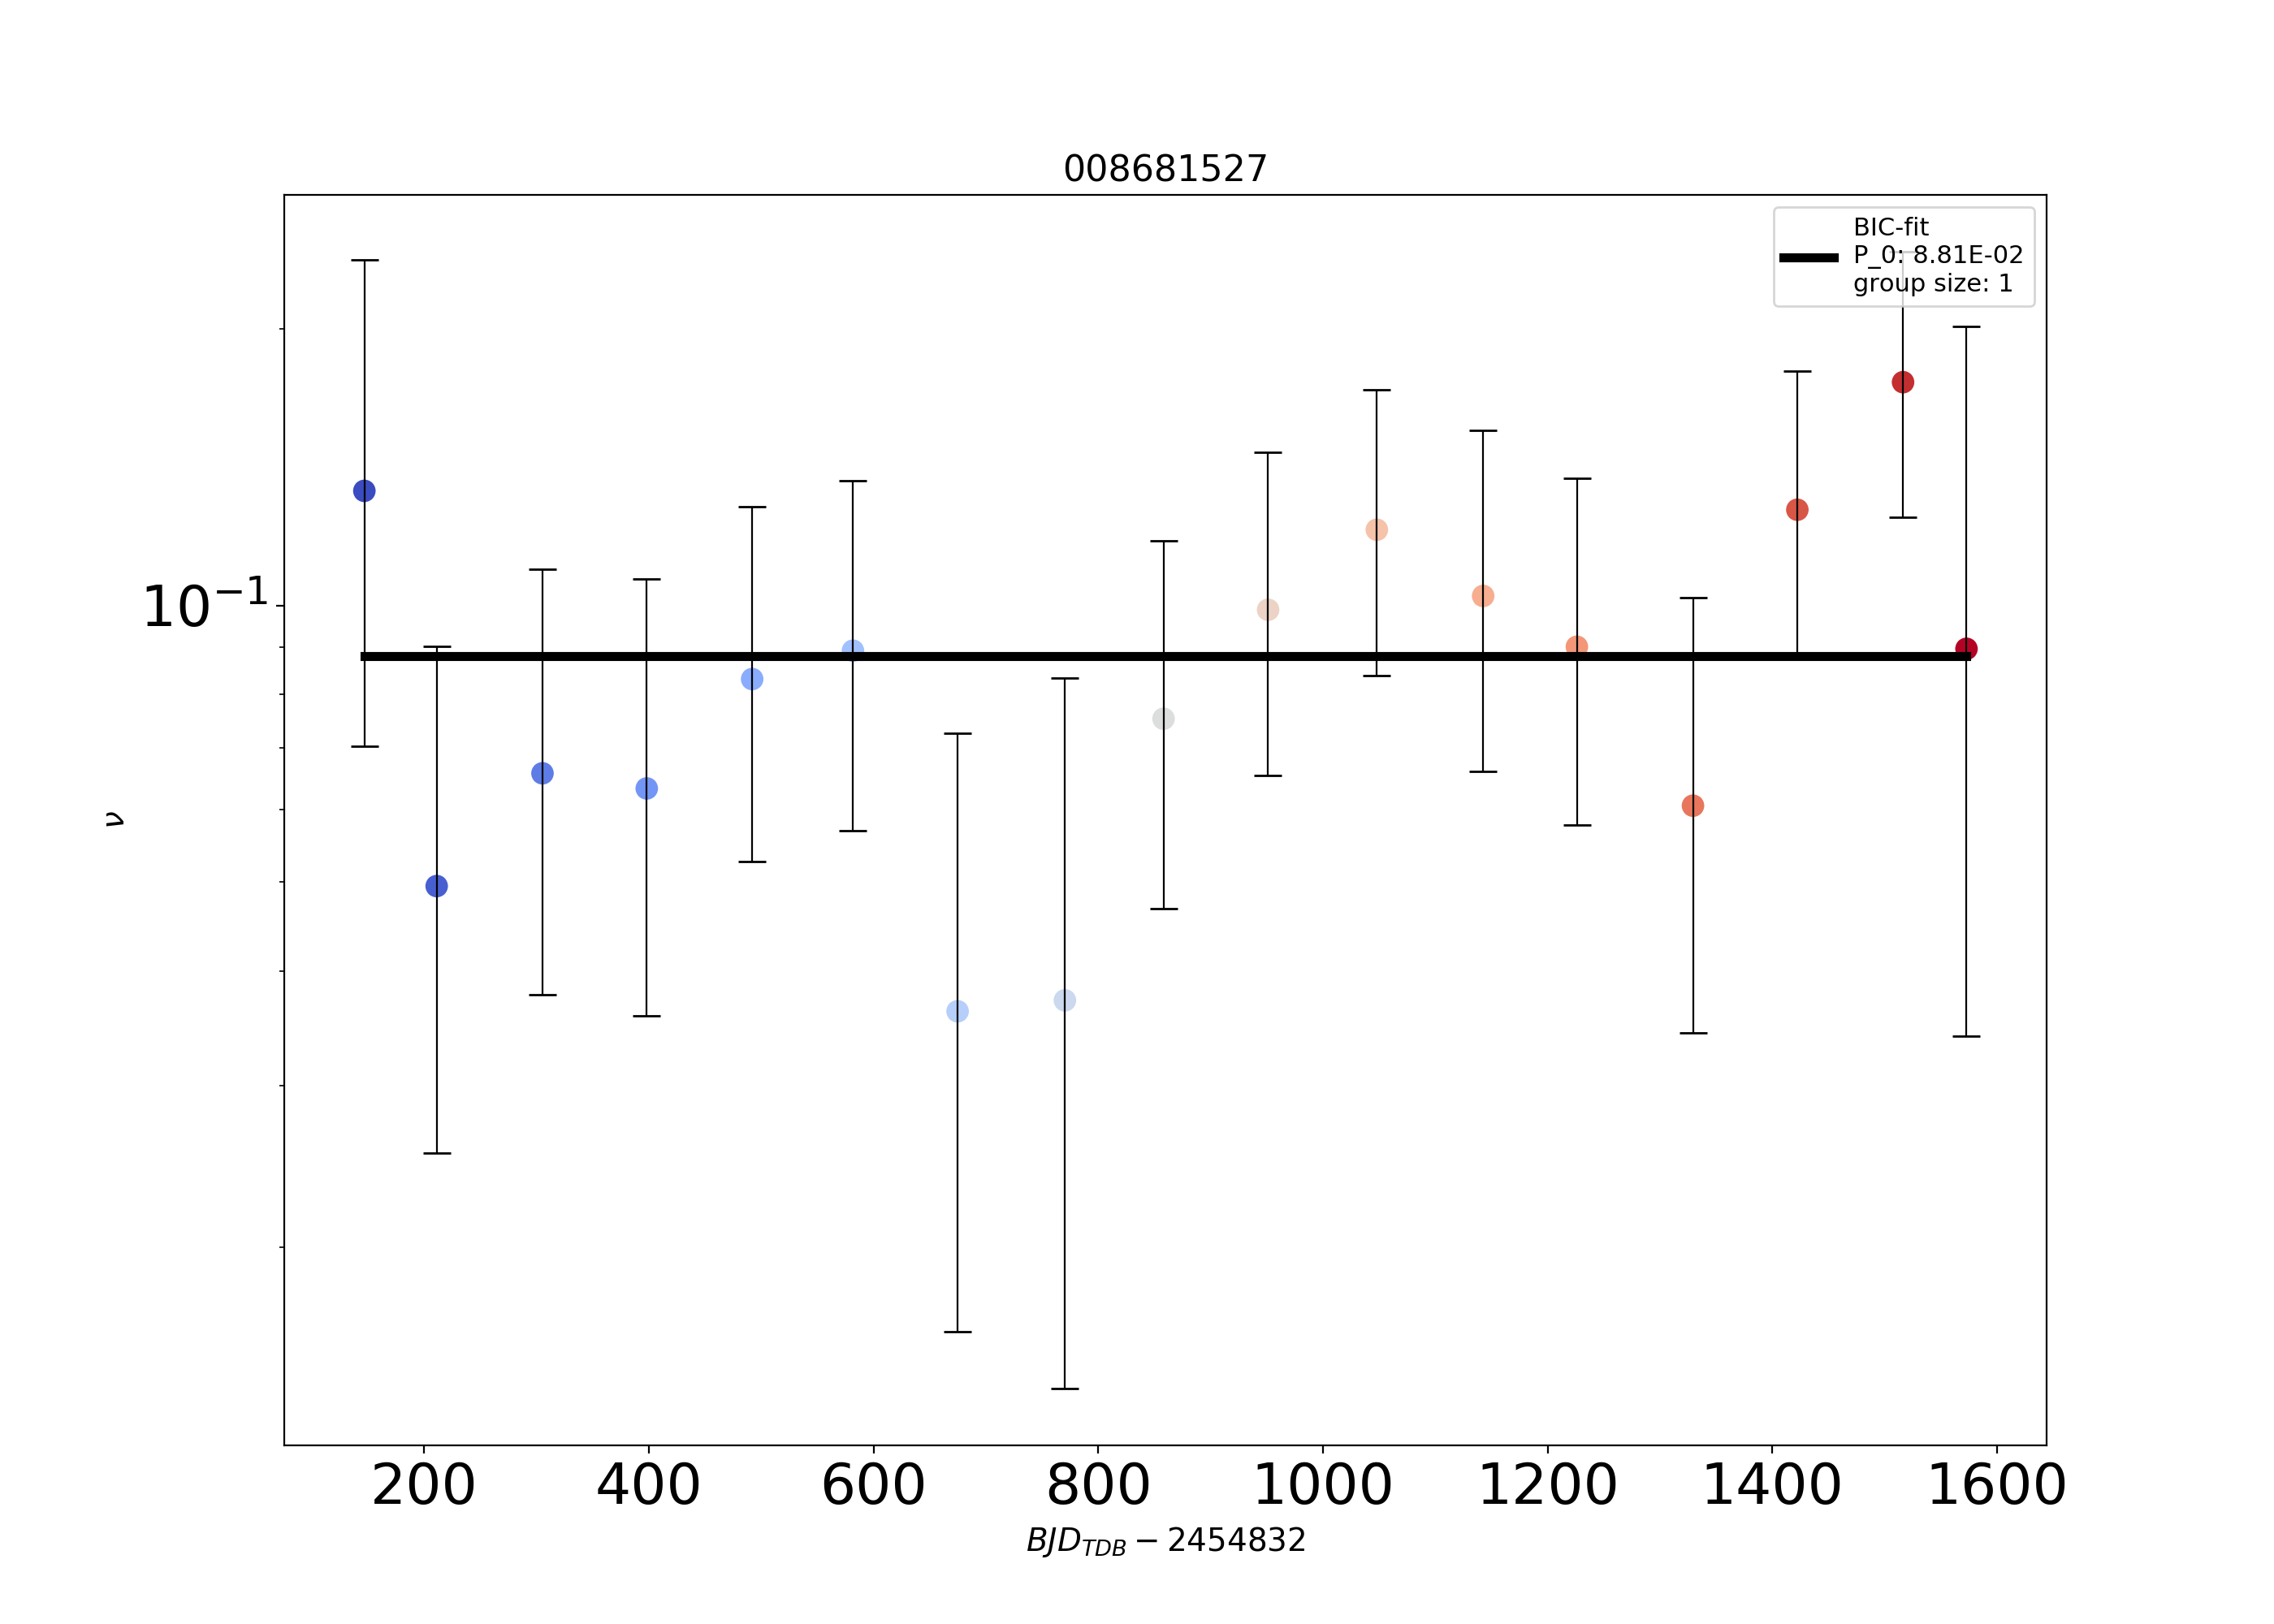 008681527
BIC-fit
P_0: 8.81E-02
group size: 1
10⁻¹
ν
200 400 600 800 1000 1200 1400 1600
BJD_TDB − 2454832